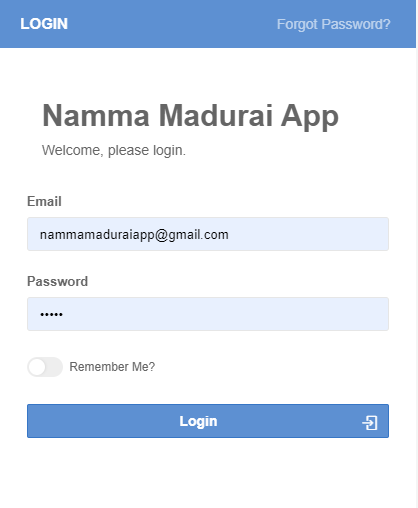 LOGIN Forgot Password?
Namma Madurai App
Welcome, please login.
Email
nammamaduraiapp@gmail.com
Password
•••••
Remember Me?
Login